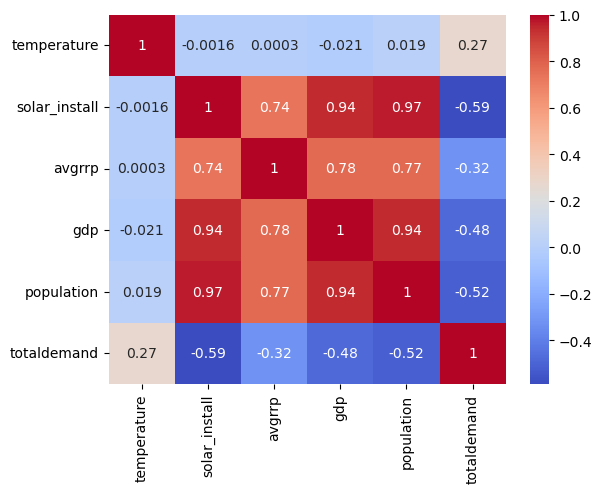 temperature 1 -0.0016 0.0003 -0.021 0.019 0.27
solar_install -0.0016 1 0.74 0.94 0.97 -0.59
avgrrp 0.0003 0.74 1 0.78 0.77 -0.32
gdp -0.021 0.94 0.78 1 0.94 -0.48
population 0.019 0.97 0.77 0.94 1 -0.52
totaldemand 0.27 -0.59 -0.32 -0.48 -0.52 1
temperature solar_install avgrrp gdp population totaldemand
1.0
0.8
0.6
0.4
0.2
0.0
−0.2
−0.4